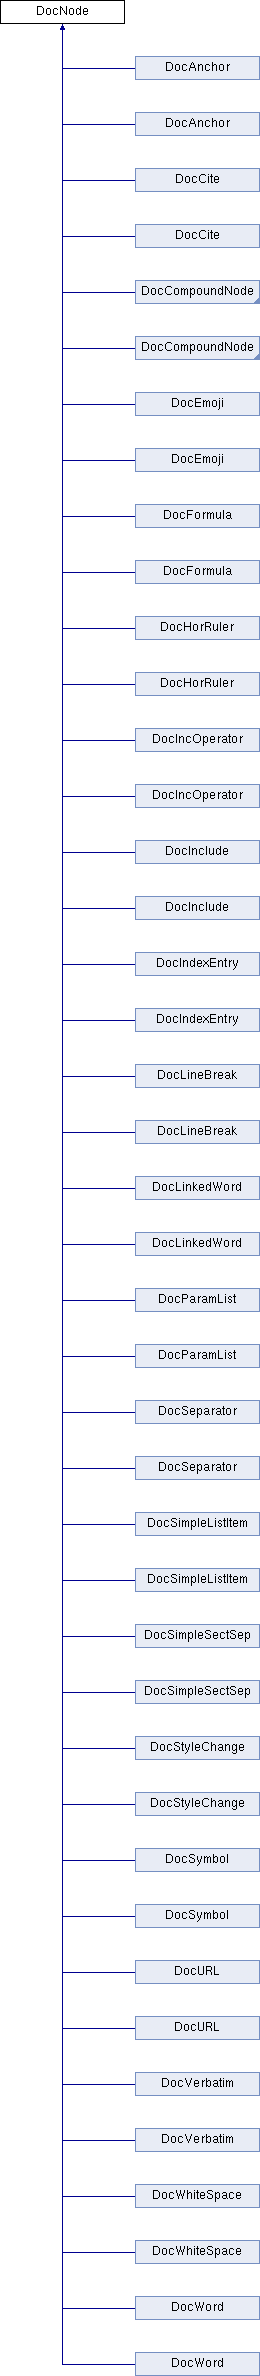 DocNode
DocAnchor
DocAnchor
DocCite
DocCite
DocCompoundNode
DocCompoundNode
DocEmoji
DocEmoji
DocFormula
DocFormula
DocHorRuler
DocHorRuler
DocIncOperator
DocIncOperator
DocInclude
DocInclude
DocIndexEntry
DocIndexEntry
DocLineBreak
DocLineBreak
DocLinkedWord
DocLinkedWord
DocParamList
DocParamList
DocSeparator
DocSeparator
DocSimpleListItem
DocSimpleListItem
DocSimpleSectSep
DocSimpleSectSep
DocStyleChange
DocStyleChange
DocSymbol
DocSymbol
DocURL
DocURL
DocVerbatim
DocVerbatim
DocWhiteSpace
DocWhiteSpace
DocWord
DocWord